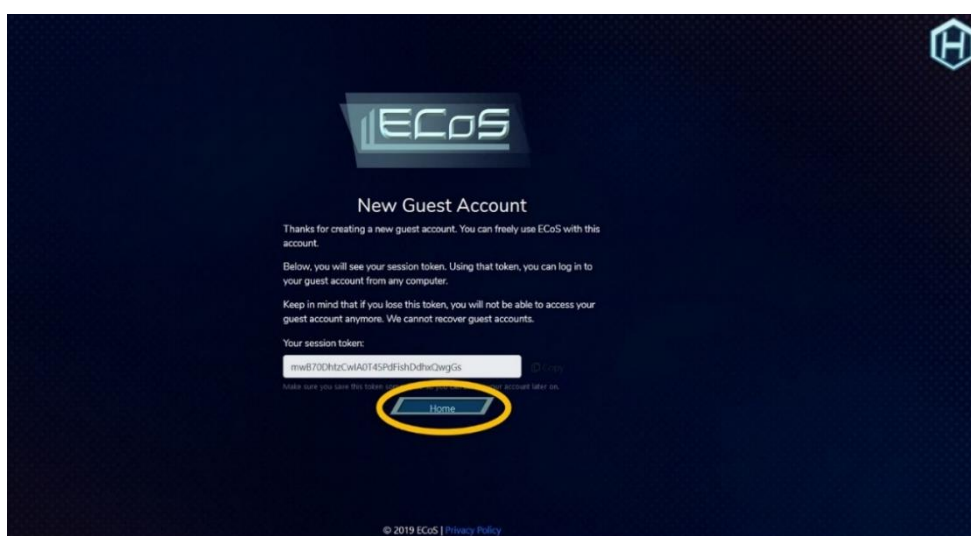 H
ECoS
New Guest Account
Thanks for creating a new guest account. You can freely use ECoS with this
account.
Below, you will see your session token. Using that token, you can log in to
your guest account from any computer.
Keep in mind that if you lose this token, you will not be able to access your
guest account anymore. We cannot recover guest accounts.
Your session token:
Copy
Make sure you save this token so you can your account later on.
Home
© 2019 ECoS | Privacy Policy